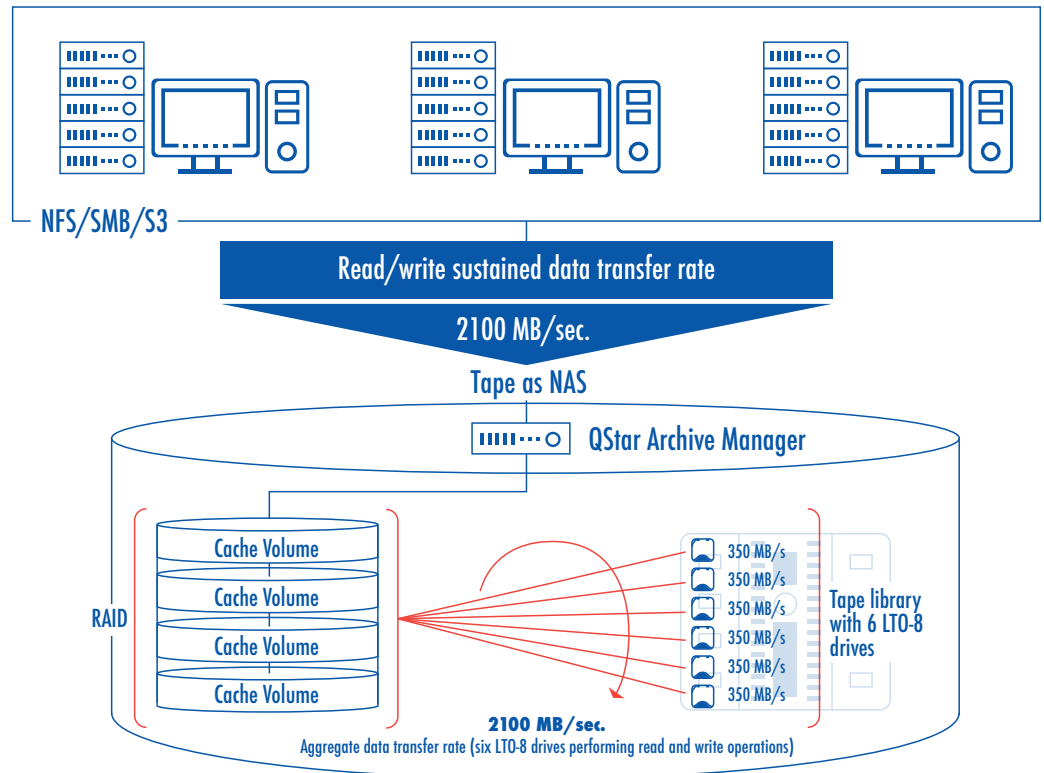 NFS/SMB/S3
Read/write sustained data transfer rate
2100 MB/sec.
Tape as NAS
QStar Archive Manager
RAID
Cache Volume
Cache Volume
Cache Volume
Cache Volume
350 MB/s
350 MB/s
350 MB/s
350 MB/s
350 MB/s
350 MB/s
Tape library
with 6 LTO-8
drives
2100 MB/sec.
Aggregate data transfer rate (six LTO-8 drives performing read and write operations)